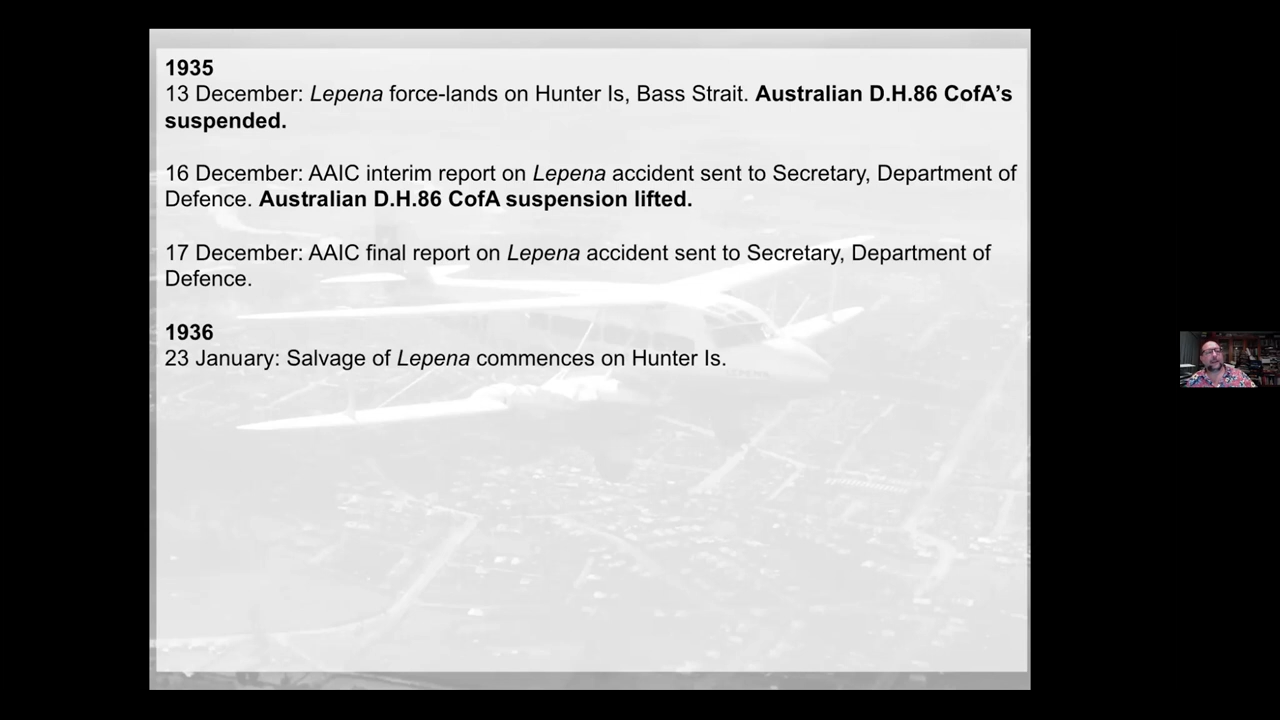 1935
13 December: Lepena force-lands on Hunter Is, Bass Strait. Australian D.H.86 CofA’s
suspended.
16 December: AAIC interim report on Lepena accident sent to Secretary, Department of
Defence. Australian D.H.86 CofA suspension lifted.
17 December: AAIC final report on Lepena accident sent to Secretary, Department of
Defence.
1936
23 January: Salvage of Lepena commences on Hunter Is.